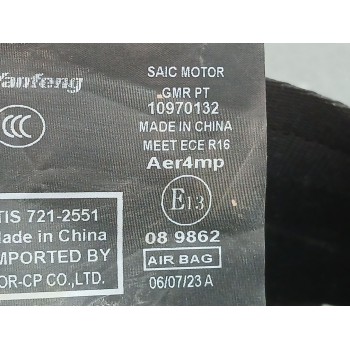 Yanfeng
CCC
TIS 721-2551
Made in China
IMPORTED BY
OR-CP CO.,LTD.
SAIC MOTOR
GMR PT
10970132
MADE IN CHINA
MEET ECE R16
Aer4mp
E13
08 9862
AIR BAG
06/07/23 A